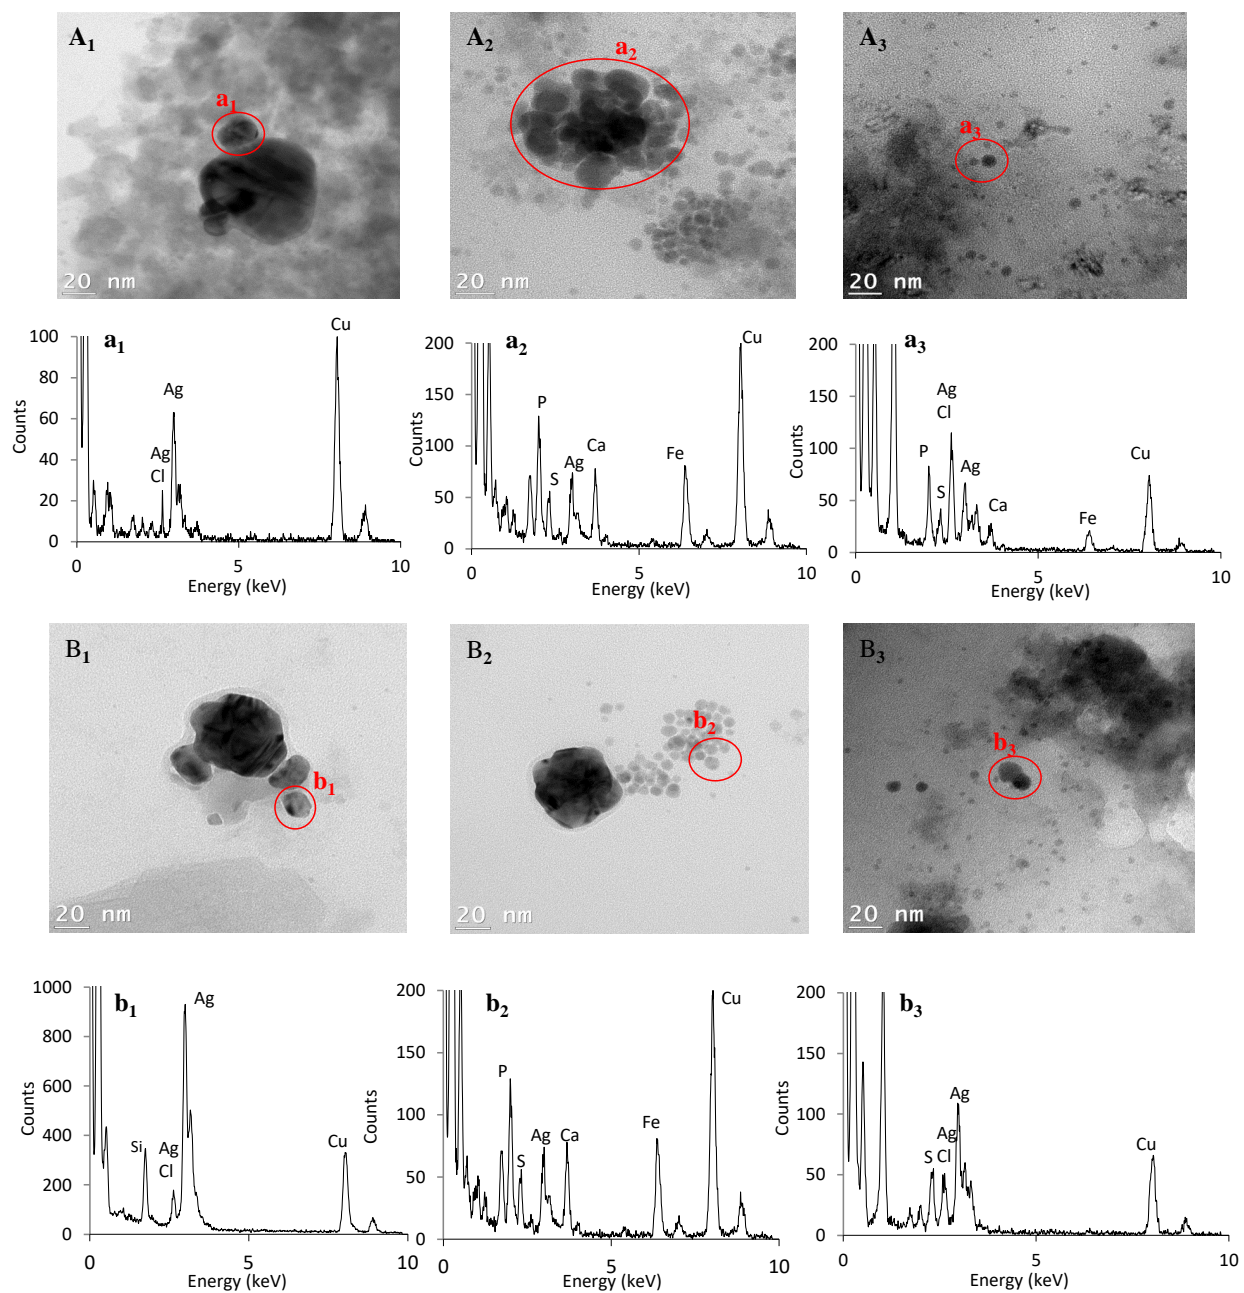 A1
a1
20 nm
A2
a2
20 nm
A3
a3
20 nm
a1
100
80
60
40
20
0
Counts
Cu
Ag
Ag
Cl
0
5
10
Energy (keV)
a2
200
150
100
50
0
Counts
P
S
Ag
Ca
Fe
Cu
0
5
10
Energy (keV)
a3
200
150
100
50
0
Counts
P
S
Ag
Cl
Ag
Ca
Fe
Cu
0
5
10
Energy (keV)
B1
b1
20 nm
B2
b2
20 nm
B3
b3
20 nm
b1
1000
800
600
400
200
0
Counts
Si
Ag
Cl
Ag
Cu
0
5
10
Energy (keV)
Counts
b2
200
150
100
50
0
Counts
P
S
Ag
Ca
Fe
Cu
0
5
10
Energy (keV)
b3
200
150
100
50
0
Counts
S
Ag
Cl
Ag
Cu
0
5
10
Energy (keV)